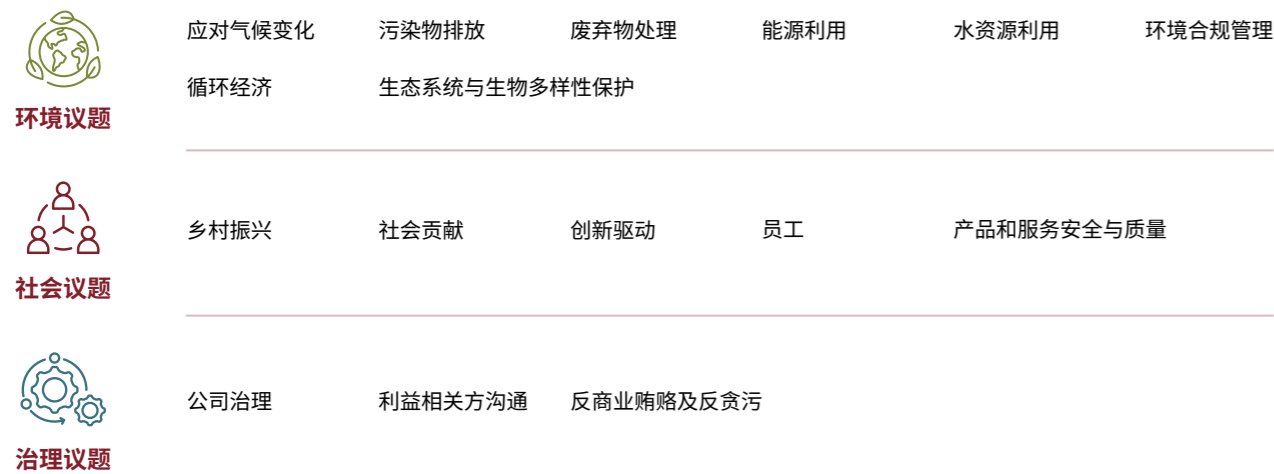 应对气候变化 污染物排放 废弃物处理 能源利用 水资源利用 环境合规管理
循环经济 生态系统与生物多样性保护
环境议题
乡村振兴 社会贡献 创新驱动 员工 产品和服务安全与质量
社会议题
公司治理 利益相关方沟通 反商业贿赂及反贪污
治理议题